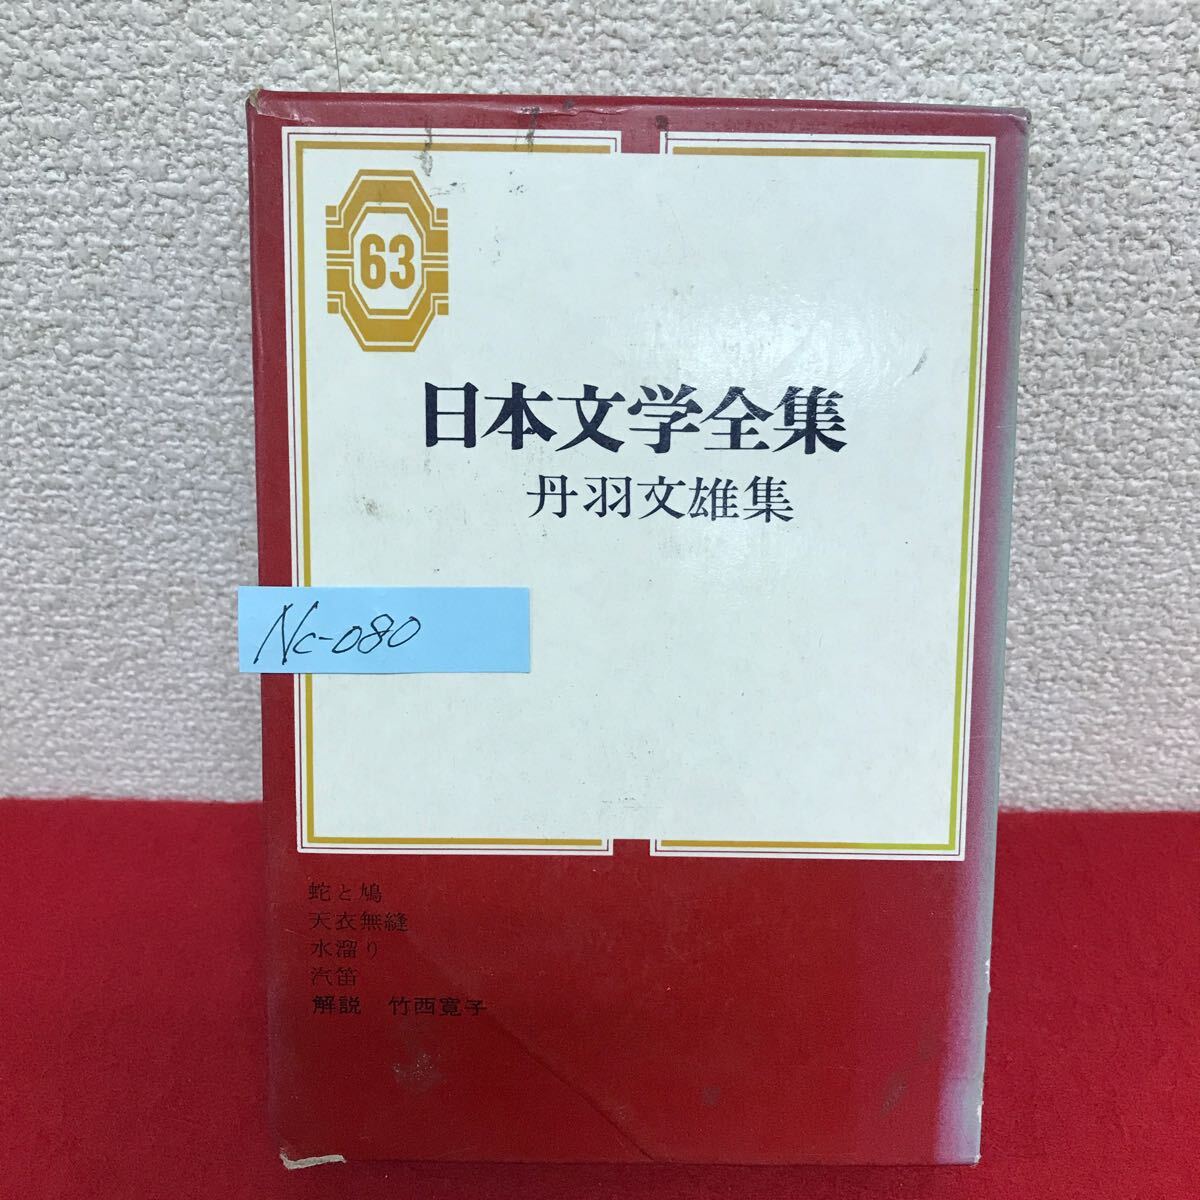 63
日本文学全集
丹羽文雄集
Nc-080
蛇と鳩
天衣無縫
水溜り
汽笛
解説 竹西寛子